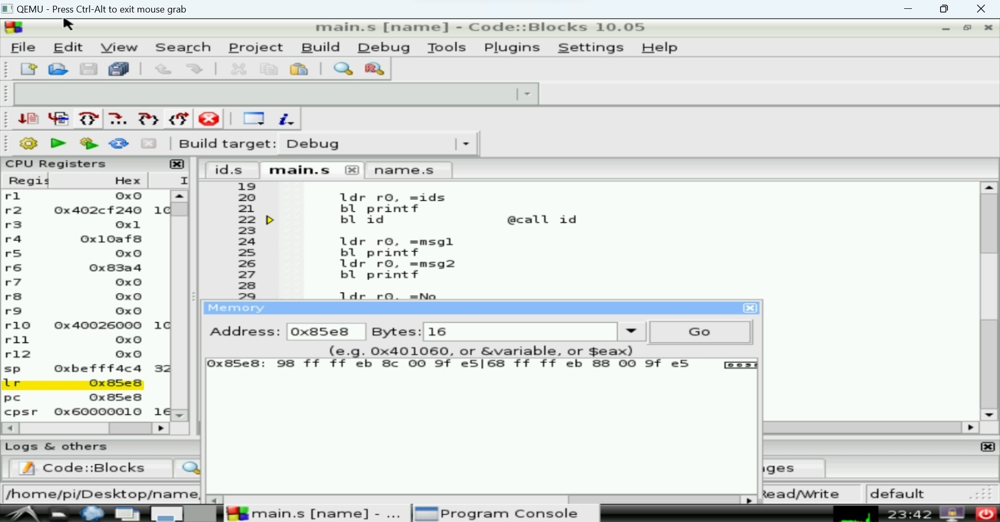 QEMU - Press Ctrl-Alt to exit mouse grab
main.s [name] - Code::Blocks 10.05
File Edit View Search Project Build Debug Tools Plugins Settings Help
Build target: Debug
CPU Registers
id.s main.s name.s
Hex
r1 0x0
r2 0x402cf240
r3 0x1
r4 0x10af8
r5 0x0
r6 0x83a4
r7 0x0
r8 0x0
r9 0x0
r10 0x40026000
r11 0x0
r12 0x0
sp 0xbefff4c4
lr 0x85e8
pc 0x85e8
cpsr 0x60000010
19
20 ldr r0, =ids
21 bl printf
22 bl id @call id
23
24 ldr r0, =msg1
25 bl printf
26 ldr r0, =msg2
27 bl printf
28
29 ldr r0, =No
Memory
Address: 0x85e8 Bytes: 16 Go
(e.g. 0x401060, or &variable, or $eax)
0x85e8: 98 ff ff eb 8c 00 9f e5|68 ff ff eb 88 00 9f e5
Logs & others
Code::Blocks
/home/pi/Desktop/name
Read/Write default
main.s [name] - ... Program Console 23:42